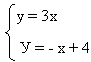 y = 3x
У = - x + 4